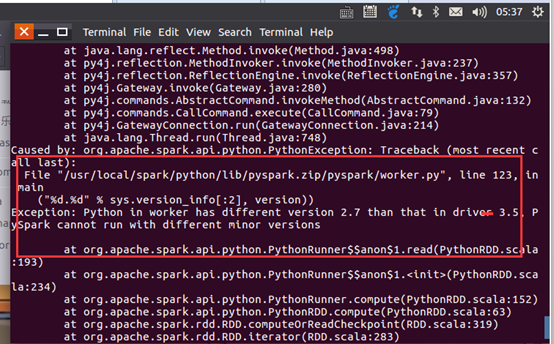 05:37
Terminal File Edit View Search Terminal Help
at java.lang.reflect.Method.invoke(Method.java:498)
at py4j.reflection.MethodInvoker.invoke(MethodInvoker.java:237)
at py4j.reflection.ReflectionEngine.invoke(ReflectionEngine.java:357)
at py4j.Gateway.invoke(Gateway.java:280)
at py4j.commands.AbstractCommand.invokeMethod(AbstractCommand.java:132)
at py4j.commands.CallCommand.execute(CallCommand.java:79)
at py4j.GatewayConnection.run(GatewayConnection.java:214)
at java.lang.Thread.run(Thread.java:748)
Caused by: org.apache.spark.api.python.PythonException: Traceback (most recent c
all last):
File "/usr/local/spark/python/lib/pyspark.zip/pyspark/worker.py", line 123, in
main
("%d.%d" % sys.version_info[:2], version))
Exception: Python in worker has different version 2.7 than that in driver 3.5, P
ySpark cannot run with different minor versions
at org.apache.spark.api.python.PythonRunner$$anon$1.read(PythonRDD.scala
:193)
at org.apache.spark.api.python.PythonRunner$$anon$1.<init>(PythonRDD.sca
la:234)
at org.apache.spark.api.python.PythonRunner.compute(PythonRDD.scala:152)
at org.apache.spark.api.python.PythonRDD.compute(PythonRDD.scala:63)
at org.apache.spark.rdd.RDD.computeOrReadCheckpoint(RDD.scala:319)
at org.apache.spark.rdd.RDD.iterator(RDD.scala:283)